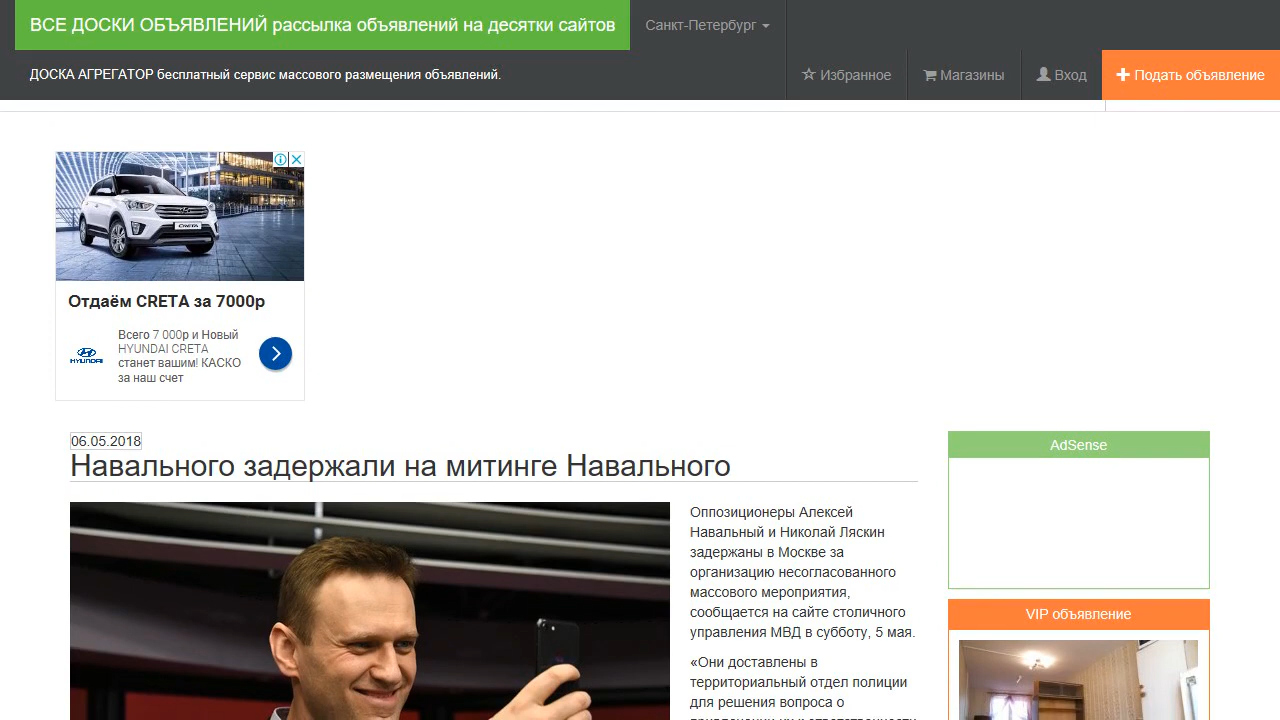 ВСЕ ДОСКИ ОБЪЯВЛЕНИЙ рассылка объявлений на десятки сайтов
Санкт-Петербург
ДОСКА АГРЕГАТОР бесплатный сервис массового размещения объявлений.
Избранное
Магазины
Вход
Подать объявление
CRETA
Отдаём CRETA за 7000р
HYUNDAI
Всего 7 000р и Новый
HYUNDAI CRETA
станет вашим! КАСКО
за наш счет
06.05.2018
Навального задержали на митинге Навального
Оппозиционеры Алексей
Навальный и Николай Ляскин
задержаны в Москве за
организацию несогласованного
массового мероприятия,
сообщается на сайте столичного
управления МВД в субботу, 5 мая.
«Они доставлены в
территориальный отдел полиции
для решения вопроса о
AdSense
VIP объявление